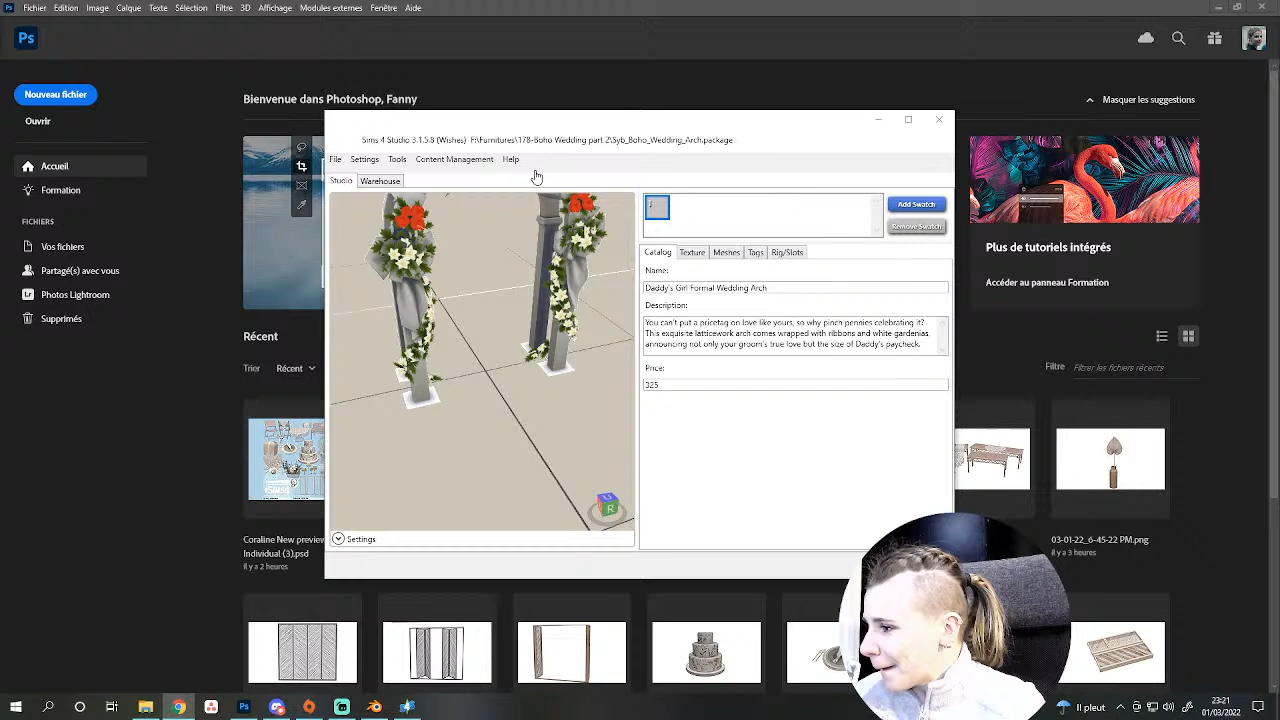 Ps Fichier Edition Image Calque Texte Sélection Filtre 3D Affichage Modules externes Fenêtre Aide
Ps
Nouveau fichier
Ouvrir
Accueil
Formation
FICHIERS
Vos fichiers
Partagé(s) avec vous
Lr Photos Lightroom
Supprimés
Bienvenue dans Photoshop, Fanny
Masquer les suggestions
Sims 4 Studio 3.1.5.8 (Wishes) F:\Furnitures\178-Boho Wedding part 2\Syb_Boho_Wedding_Arch.package
File Settings Tools Content Management Help
Studio Warehouse
Add Swatch
Remove Swatch
Catalog Texture Meshes Tags Rig/Slots
Name:
Daddy's Girl Formal Wedding Arch
Description:
You can't put a pricetag on love like yours, so why pinch pennies celebrating it?
This exquisite latticework arch comes wrapped with ribbons and white gardenias,
announcing not only your groom's true love but the size of Daddy's paycheck.
Price:
325
U
R
Settings
Plus de tutoriels intégrés
Accéder au panneau Formation
Récent
Trier Récent
Filtre Filtrer les fichiers récents
Coraline New preview
Individual (3).psd
il y a 2 heures
03-01-22_6-45-22 PM.png
il y a 3 heures
Ps
Il pleut
23:21
01/03/2022